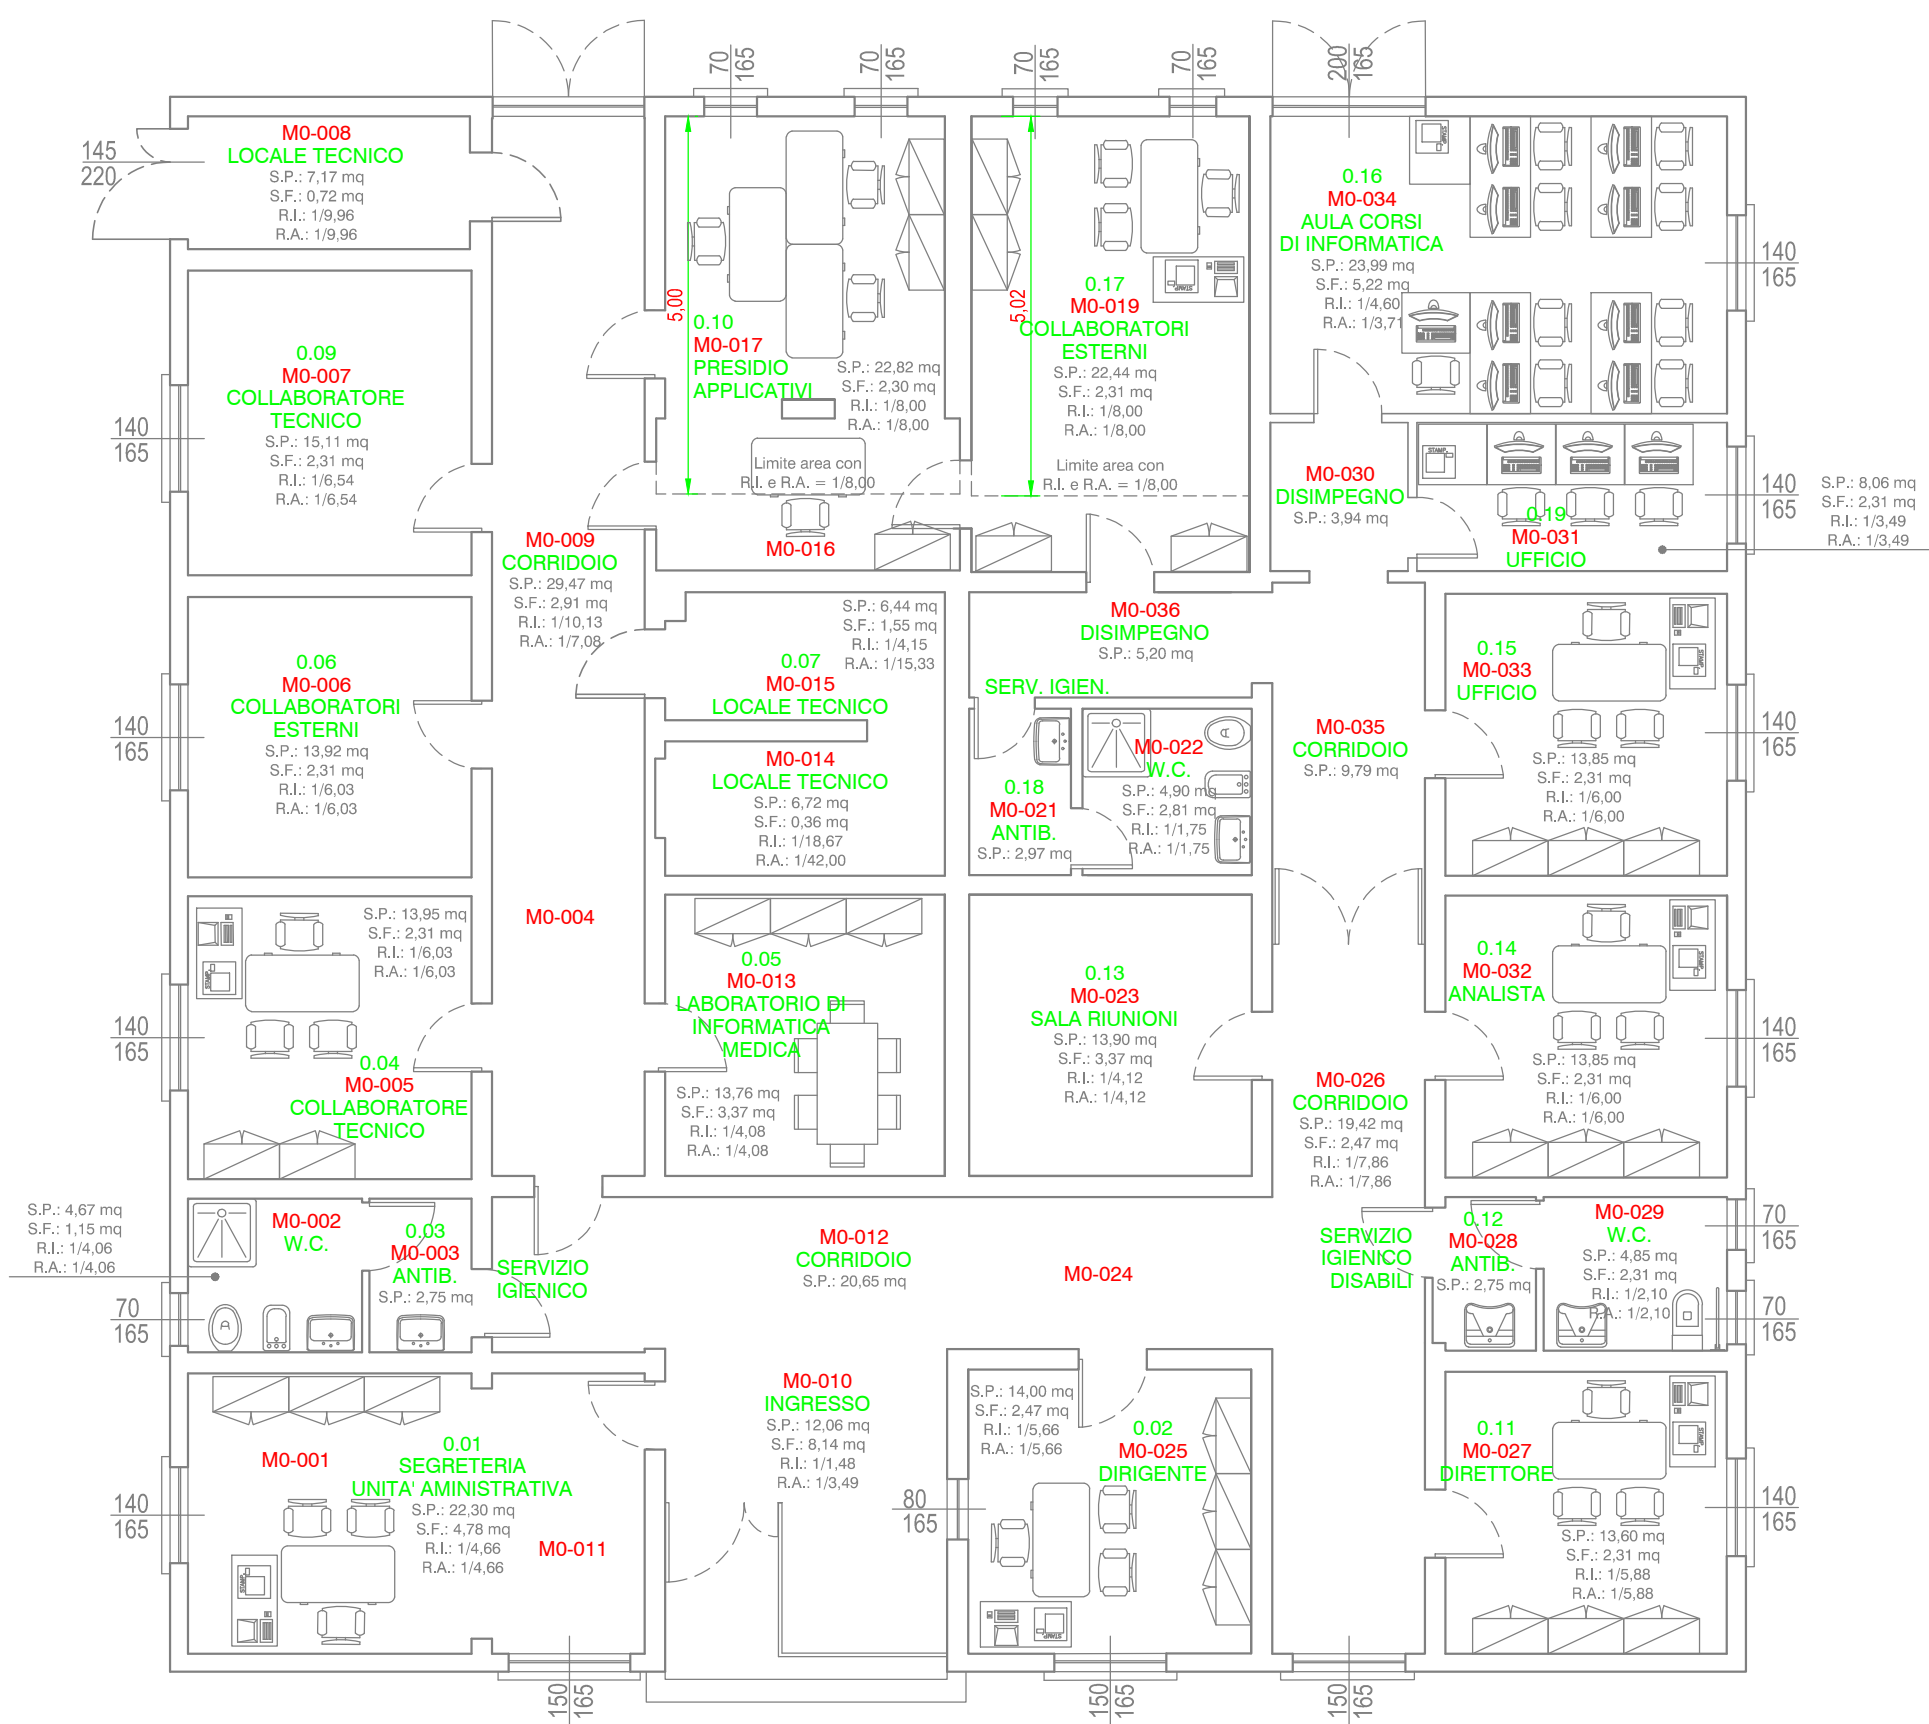 70
165
70
165
70
165
70
165
200
165
145
220
M0-008
LOCALE TECNICO
S.P.: 7,17 mq
S.F.: 0,72 mq
R.I.: 1/9,96
R.A.: 1/9,96
0.09
M0-007
COLLABORATORE
TECNICO
S.P.: 15,11 mq
S.F.: 2,31 mq
R.I.: 1/6,54
R.A.: 1/6,54
140
165
5,00
0.10
M0-017
PRESIDIO
APPLICATIVI
S.P.: 22,82 mq
S.F.: 2,30 mq
R.I.: 1/8,00
R.A.: 1/8,00
Limite area con
R.I. e R.A. = 1/8,00
M0-016
5,02
0.17
M0-019
COLLABORATORI
ESTERNI
S.P.: 22,44 mq
S.F.: 2,31 mq
R.I.: 1/8,00
R.A.: 1/8,00
Limite area con
R.I. e R.A. = 1/8,00
STAMP.
0.16
M0-034
AULA CORSI
DI INFORMATICA
S.P.: 23,99 mq
S.F.: 5,22 mq
R.I.: 1/4,60
R.A.: 1/3,71
STAMP.
140
165
M0-030
DISIMPEGNO
S.P.: 3,94 mq
STAMP.
0.19
M0-031
UFFICIO
140
165
S.P.: 8,06 mq
S.F.: 2,31 mq
R.I.: 1/3,49
R.A.: 1/3,49
M0-009
CORRIDOIO
S.P.: 29,47 mq
S.F.: 2,91 mq
R.I.: 1/10,13
R.A.: 1/7,08
0.06
M0-006
COLLABORATORI
ESTERNI
S.P.: 13,92 mq
S.F.: 2,31 mq
R.I.: 1/6,03
R.A.: 1/6,03
140
165
S.P.: 6,44 mq
S.F.: 1,55 mq
R.I.: 1/4,15
R.A.: 1/15,33
0.07
M0-015
LOCALE TECNICO
M0-014
LOCALE TECNICO
S.P.: 6,72 mq
S.F.: 0,36 mq
R.I.: 1/18,67
R.A.: 1/42,00
M0-036
DISIMPEGNO
S.P.: 5,20 mq
SERV. IGIEN.
0.18
M0-021
ANTIB.
S.P.: 2,97 mq
M0-022
W.C.
S.P.: 4,90 mq
S.F.: 2,81 mq
R.I.: 1/1,75
R.A.: 1/1,75
M0-035
CORRIDOIO
S.P.: 9,79 mq
0.15
M0-033
UFFICIO
S.P.: 13,85 mq
S.F.: 2,31 mq
R.I.: 1/6,00
R.A.: 1/6,00
STAMP.
140
165
M0-004
S.P.: 13,95 mq
S.F.: 2,31 mq
R.I.: 1/6,03
R.A.: 1/6,03
STAMP.
0.04
M0-005
COLLABORATORE
TECNICO
140
165
0.05
M0-013
LABORATORIO DI
INFORMATICA
MEDICA
S.P.: 13,76 mq
S.F.: 3,37 mq
R.I.: 1/4,08
R.A.: 1/4,08
0.13
M0-023
SALA RIUNIONI
S.P.: 13,90 mq
S.F.: 3,37 mq
R.I.: 1/4,12
R.A.: 1/4,12
M0-026
CORRIDOIO
S.P.: 19,42 mq
S.F.: 2,47 mq
R.I.: 1/7,86
R.A.: 1/7,86
0.14
M0-032
ANALISTA
S.P.: 13,85 mq
S.F.: 2,31 mq
R.I.: 1/6,00
R.A.: 1/6,00
STAMP.
140
165
S.P.: 4,67 mq
S.F.: 1,15 mq
R.I.: 1/4,06
R.A.: 1/4,06
70
165
M0-002
W.C.
0.03
M0-003
ANTIB.
S.P.: 2,75 mq
SERVIZIO
IGIENICO
M0-012
CORRIDOIO
S.P.: 20,65 mq
M0-024
SERVIZIO
IGIENICO
DISABILI
0.12
M0-028
ANTIB.
S.P.: 2,75 mq
M0-029
W.C.
S.P.: 4,85 mq
S.F.: 2,31 mq
R.I.: 1/2,10
R.A.: 1/2,10
70
165
70
165
M0-001
0.01
SEGRETERIA
UNITA' AMINISTRATIVA
S.P.: 22,30 mq
S.F.: 4,78 mq
R.I.: 1/4,66
R.A.: 1/4,66
M0-011
STAMP.
140
165
M0-010
INGRESSO
S.P.: 12,06 mq
S.F.: 8,14 mq
R.I.: 1/1,48
R.A.: 1/3,49
80
165
S.P.: 14,00 mq
S.F.: 2,47 mq
R.I.: 1/5,66
R.A.: 1/5,66
0.02
M0-025
DIRIGENTE
STAMP.
0.11
M0-027
DIRETTORE
S.P.: 13,60 mq
S.F.: 2,31 mq
R.I.: 1/5,88
R.A.: 1/5,88
STAMP.
140
165
150
165
150
165
150
165